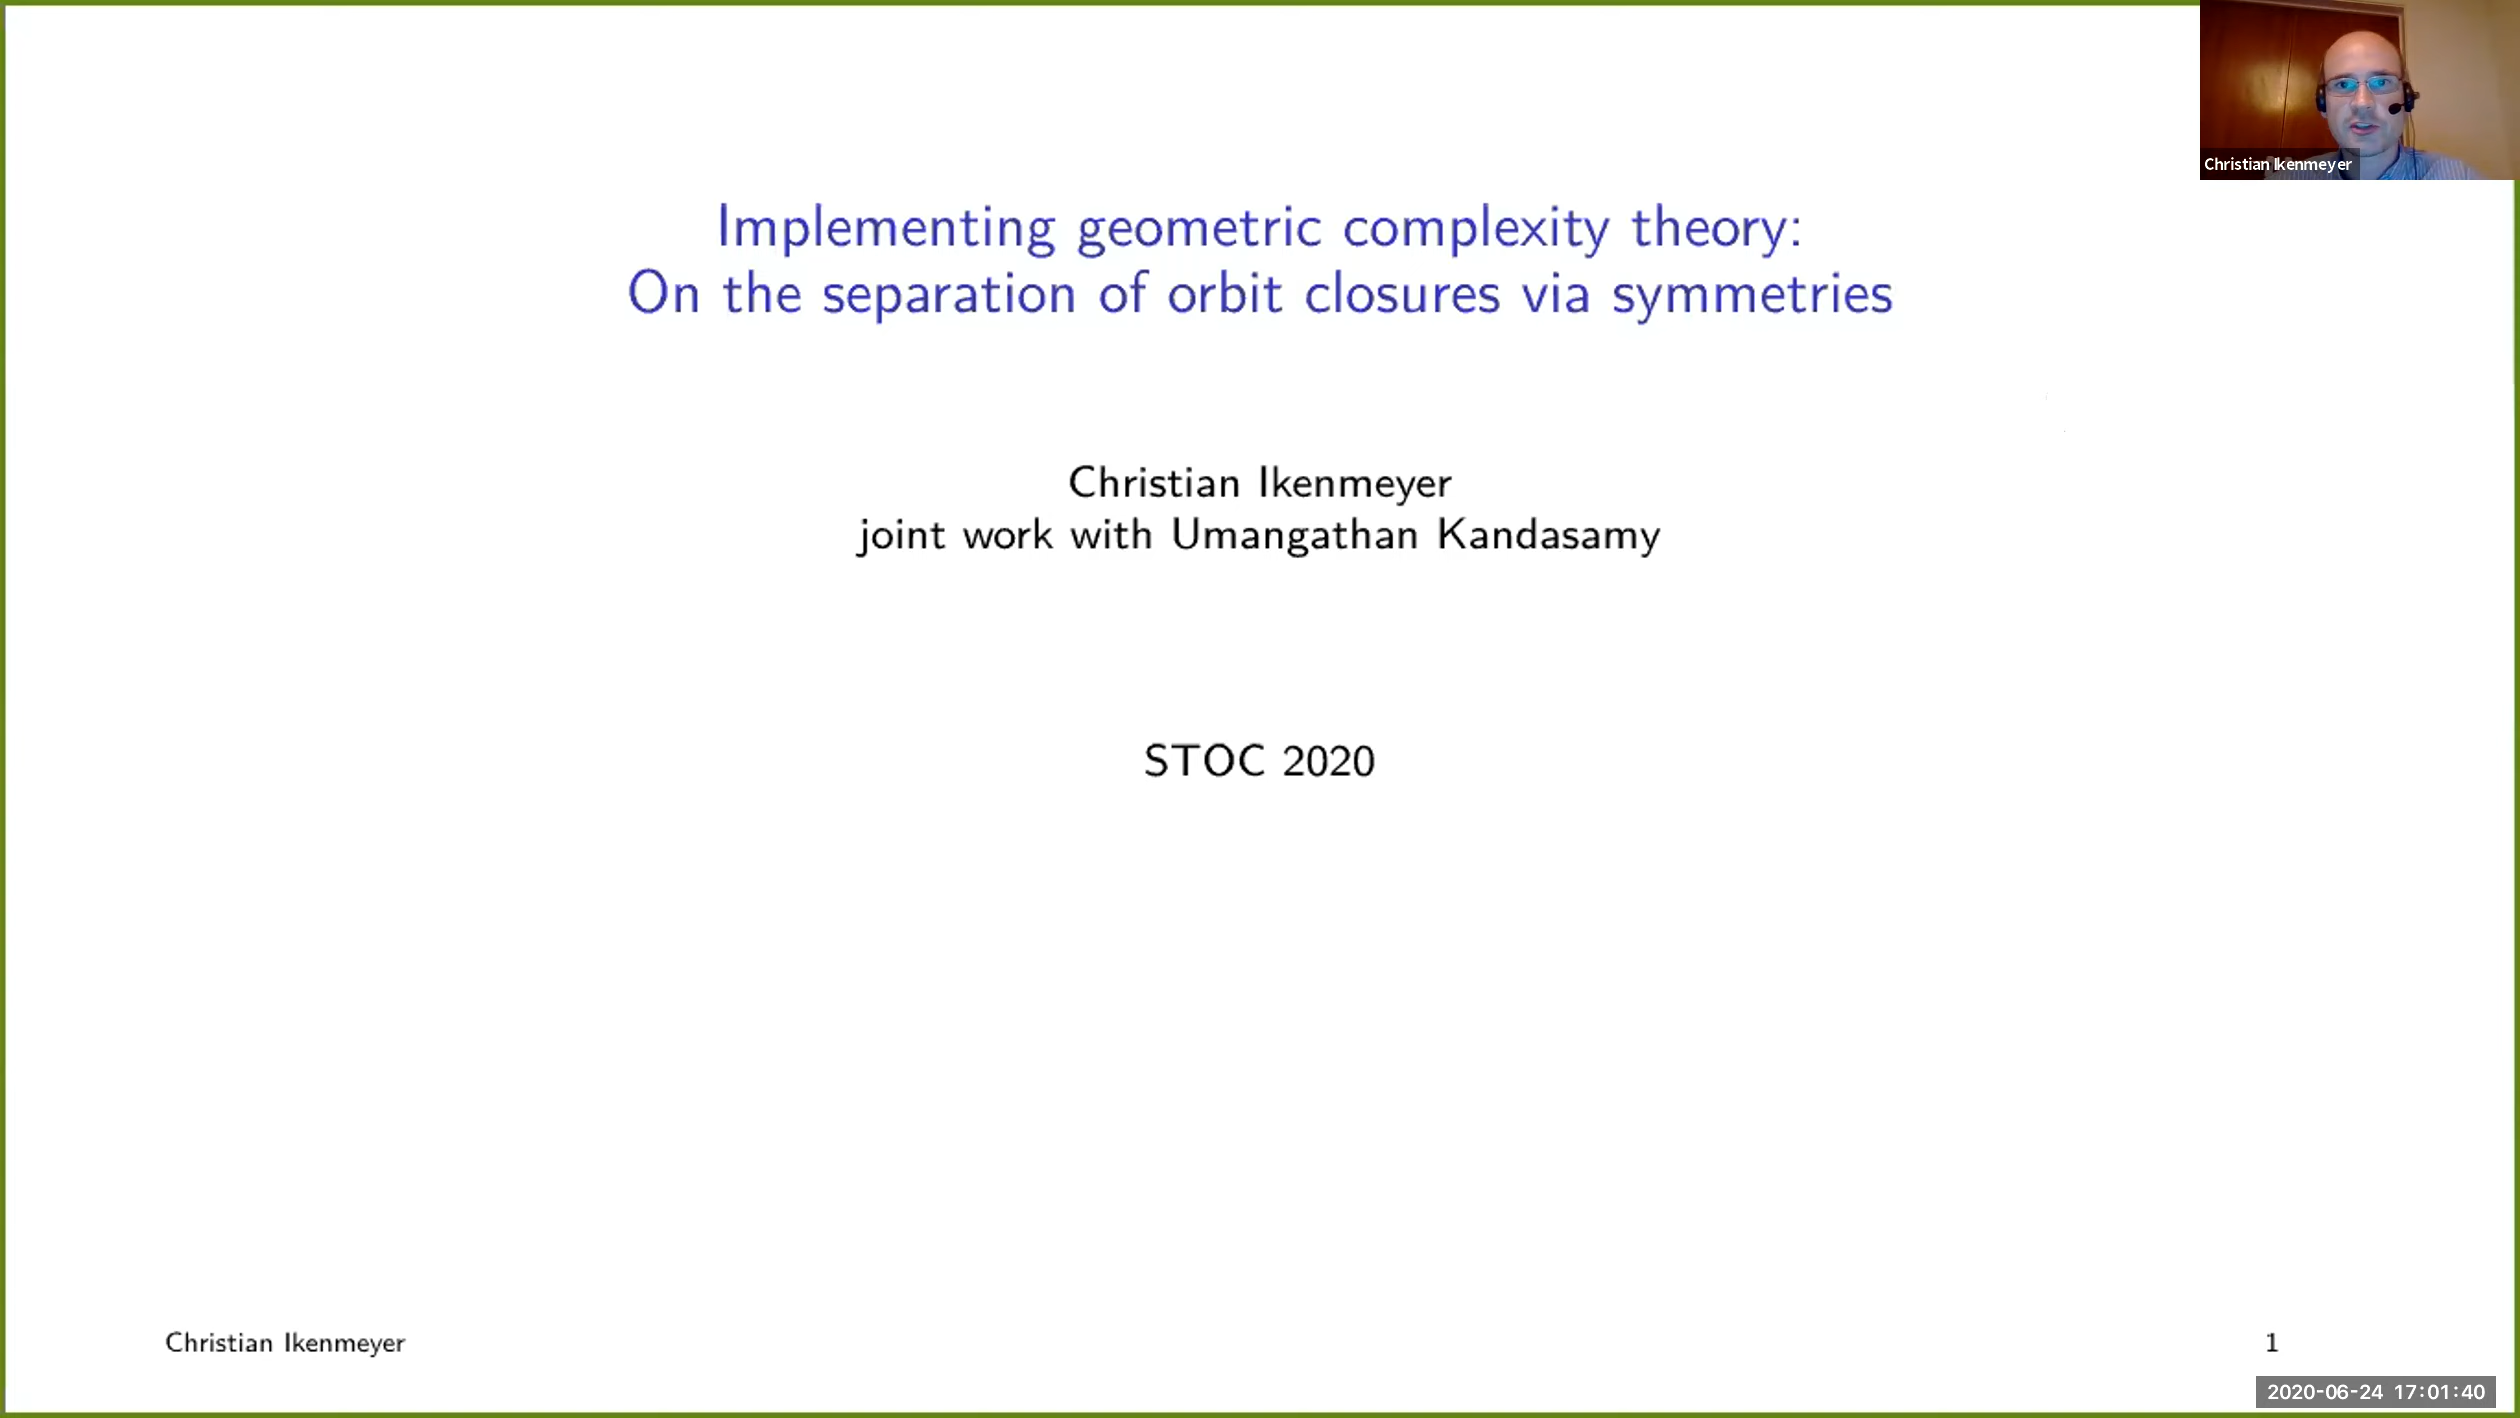 Christian Ikenmeyer
Implementing geometric complexity theory:
On the separation of orbit closures via symmetries
Christian Ikenmeyer
joint work with Umangathan Kandasamy
STOC 2020
Christian Ikenmeyer
1
2020-06-24 17:01:40